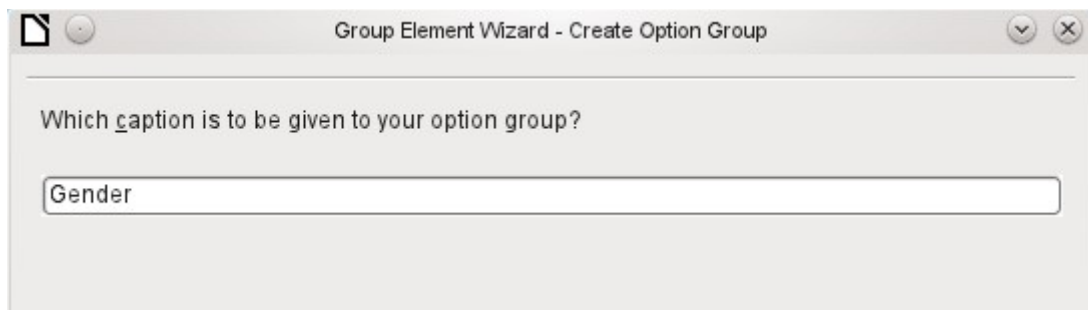 Group Element Wizard - Create Option Group
Which caption is to be given to your option group?
Gender